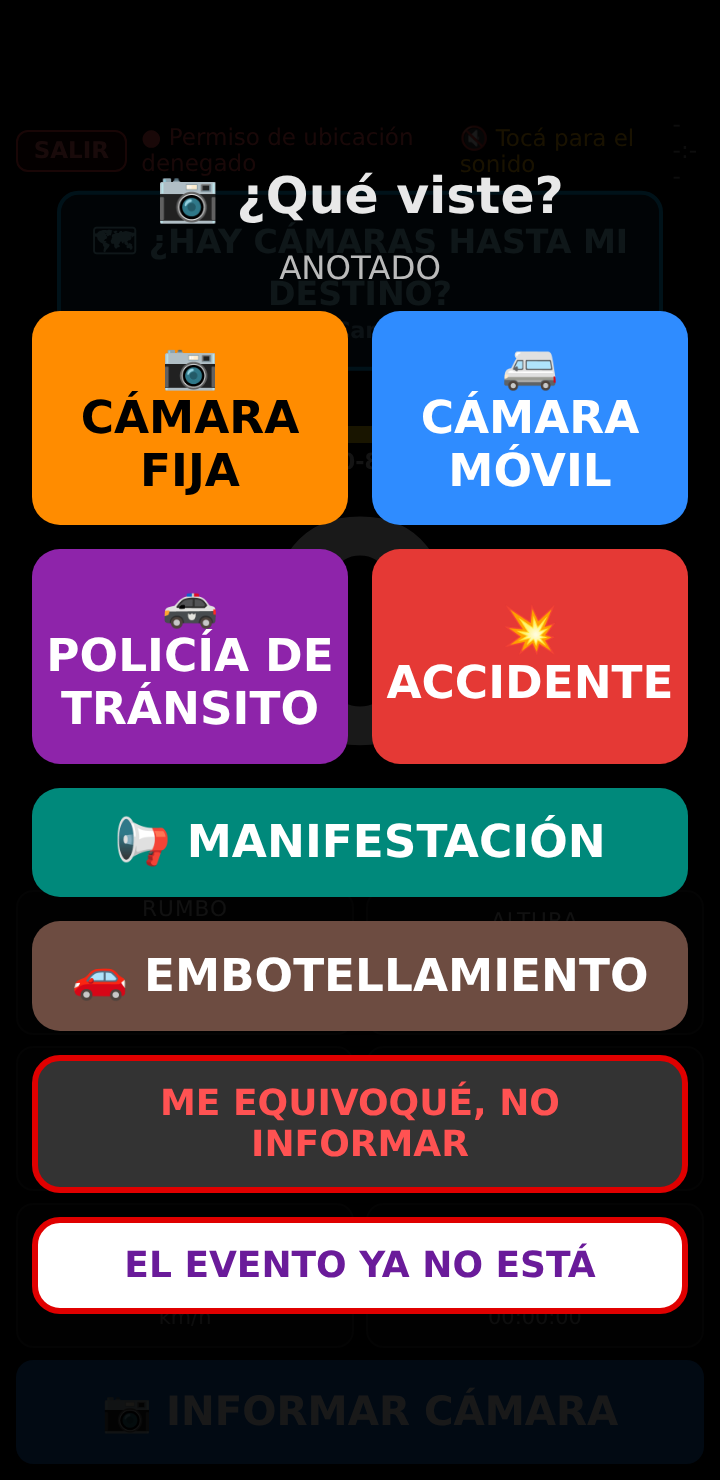 SALIR
● Permiso de ubicación
denegado
🔇 Tocá para el
sonido
📷 ¿Qué viste?
🗺 ¿HAY CÁMARAS HASTA MI
DESTINO?
ANOTADO
📷
CÁMARA
FIJA
🚐
CÁMARA
MÓVIL
🚓
POLICÍA DE
TRÁNSITO
💥
ACCIDENTE
📢 MANIFESTACIÓN
RUMBO
ALTURA
🚗 EMBOTELLAMIENTO
ME EQUIVOQUÉ, NO
INFORMAR
EL EVENTO YA NO ESTÁ
km/h
00:00:00
📷 INFORMAR CÁMARA